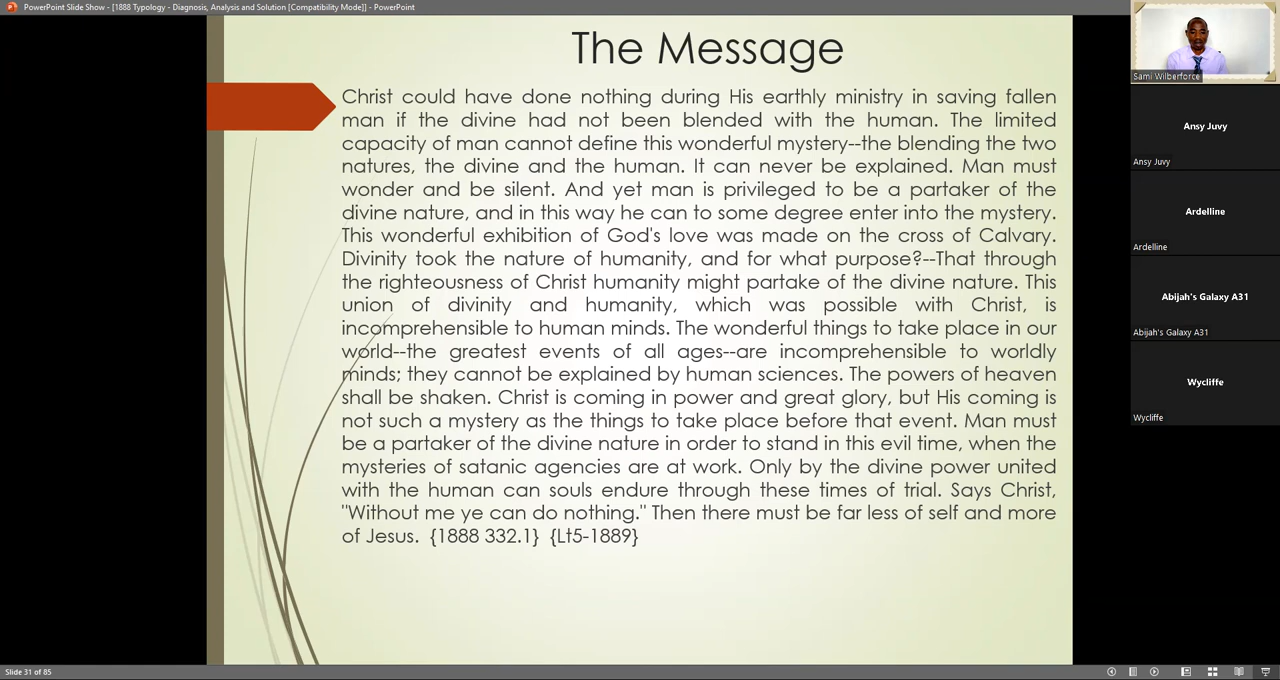 PowerPoint Slide Show - [1888 Typology - Diagnosis, Analysis and Solution [Compatibility Mode]] - PowerPoint
The Message
Christ could have done nothing during His earthly ministry in saving fallen
man if the divine had not been blended with the human. The limited
capacity of man cannot define this wonderful mystery--the blending the two
natures, the divine and the human. It can never be explained. Man must
wonder and be silent. And yet man is privileged to be a partaker of the
divine nature, and in this way he can to some degree enter into the mystery.
This wonderful exhibition of God's love was made on the cross of Calvary.
Divinity took the nature of humanity, and for what purpose?--That through
the righteousness of Christ humanity might partake of the divine nature. This
union of divinity and humanity, which was possible with Christ, is
incomprehensible to human minds. The wonderful things to take place in our
world--the greatest events of all ages--are incomprehensible to worldly
minds; they cannot be explained by human sciences. The powers of heaven
shall be shaken. Christ is coming in power and great glory, but His coming is
not such a mystery as the things to take place before that event. Man must
be a partaker of the divine nature in order to stand in this evil time, when the
mysteries of satanic agencies are at work. Only by the divine power united
with the human can souls endure through these times of trial. Says Christ,
"Without me ye can do nothing." Then there must be far less of self and more
of Jesus. {1888 332.1} {Lt5-1889}
Slide 31 of 85
Sami Wilberforce
Ansy Juvy
Ansy Juvy
Ardelline
Ardelline
Abijah's Galaxy A31
Abijah's Galaxy A31
Wycliffe
Wycliffe